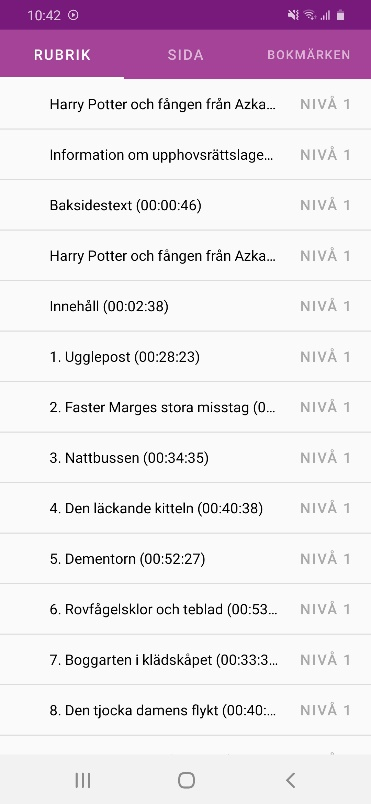 10:42
RUBRIK SIDA BOKMÄRKEN
Harry Potter och fången från Azka... NIVÅ 1
Information om upphovsrättslage... NIVÅ 1
Baksidestext (00:00:46) NIVÅ 1
Harry Potter och fången från Azka... NIVÅ 1
Innehåll (00:02:38) NIVÅ 1
1. Ugglepost (00:28:23) NIVÅ 1
2. Faster Marges stora misstag (0... NIVÅ 1
3. Nattbussen (00:34:35) NIVÅ 1
4. Den läckande kitteln (00:40:38) NIVÅ 1
5. Dementorn (00:52:27) NIVÅ 1
6. Rovfågelsklor och teblad (00:53... NIVÅ 1
7. Boggarten i klädskåpet (00:33:3... NIVÅ 1
8. Den tjocka damens flykt (00:40:... NIVÅ 1